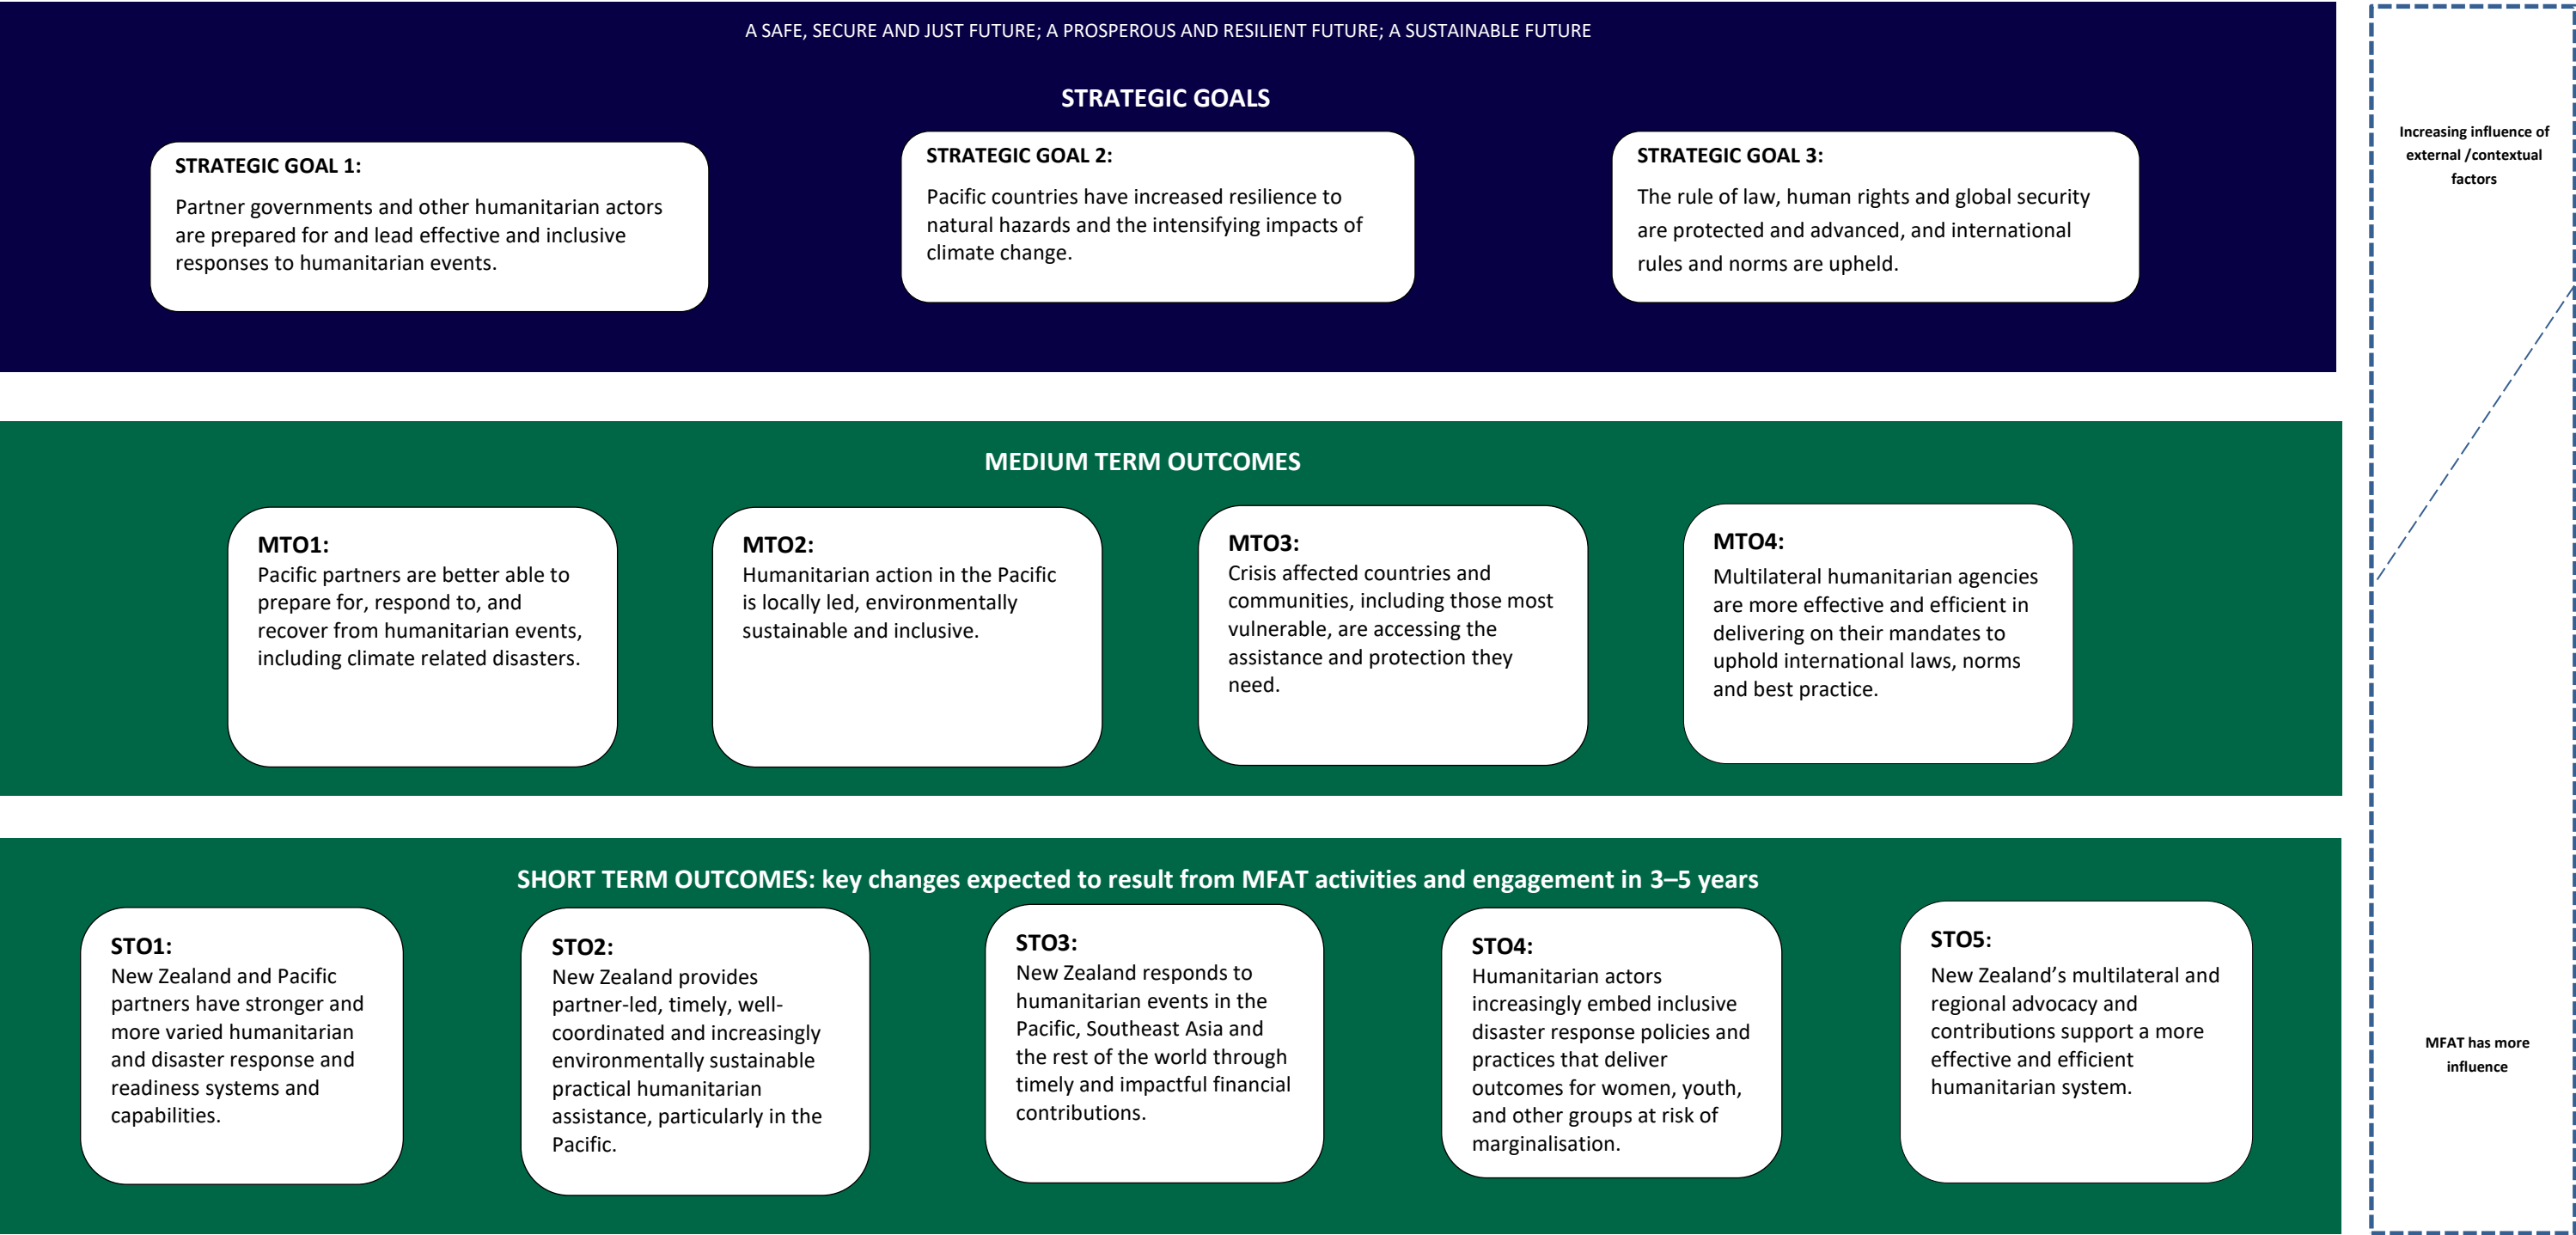 A SAFE, SECURE AND JUST FUTURE; A PROSPEROUS AND RESILIENT FUTURE; A SUSTAINABLE FUTURE
STRATEGIC GOALS
STRATEGIC GOAL 1:
Partner governments and other humanitarian actors
are prepared for and lead effective and inclusive
responses to humanitarian events.
STRATEGIC GOAL 2:
Pacific countries have increased resilience to
natural hazards and the intensifying impacts of
climate change.
STRATEGIC GOAL 3:
The rule of law, human rights and global security
are protected and advanced, and international
rules and norms are upheld.
Increasing influence of
external /contextual
factors
MEDIUM TERM OUTCOMES
MTO1:
Pacific partners are better able to
prepare for, respond to, and
recover from humanitarian events,
including climate related disasters.
MTO2:
Humanitarian action in the Pacific
is locally led, environmentally
sustainable and inclusive.
MTO3:
Crisis affected countries and
communities, including those most
vulnerable, are accessing the
assistance and protection they
need.
MTO4:
Multilateral humanitarian agencies
are more effective and efficient in
delivering on their mandates to
uphold international laws, norms
and best practice.
SHORT TERM OUTCOMES: key changes expected to result from MFAT activities and engagement in 3–5 years
STO1:
New Zealand and Pacific
partners have stronger and
more varied humanitarian
and disaster response and
readiness systems and
capabilities.
STO2:
New Zealand provides
partner-led, timely, well-
coordinated and increasingly
environmentally sustainable
practical humanitarian
assistance, particularly in the
Pacific.
STO3:
New Zealand responds to
humanitarian events in the
Pacific, Southeast Asia and
the rest of the world through
timely and impactful financial
contributions.
STO4:
Humanitarian actors
increasingly embed inclusive
disaster response policies and
practices that deliver
outcomes for women, youth,
and other groups at risk of
marginalisation.
STO5:
New Zealand’s multilateral and
regional advocacy and
contributions support a more
effective and efficient
humanitarian system.
MFAT has more
influence